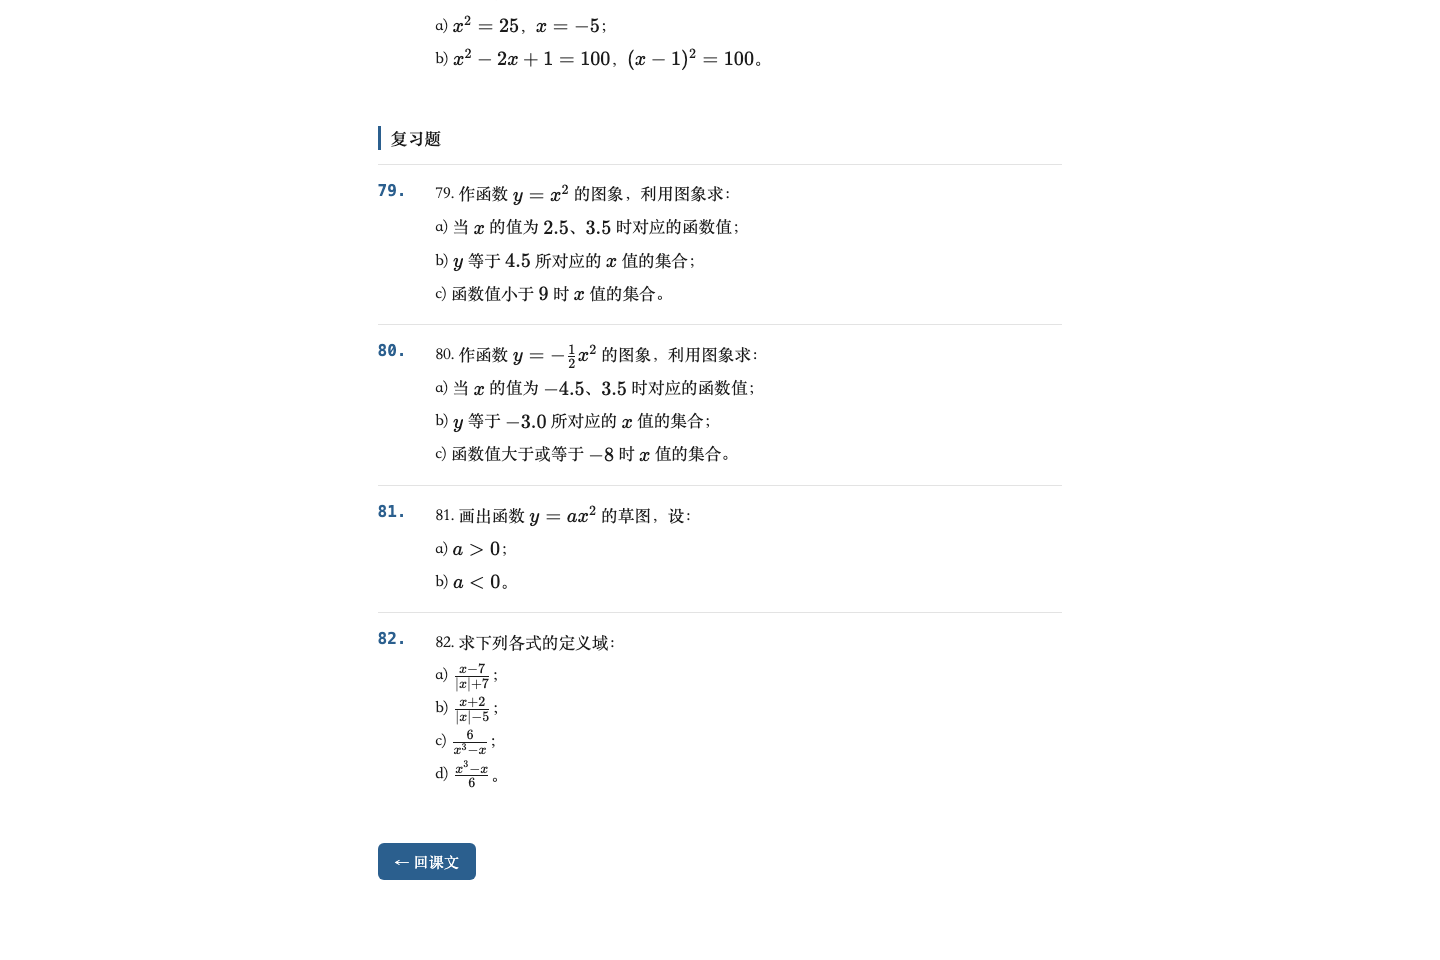 a) x² = 25，x = −5；
b) x² − 2x + 1 = 100，(x − 1)² = 100。
复习题
79. 79. 作函数 y = x² 的图象，利用图象求：
a) 当 x 的值为 2.5、3.5 时对应的函数值；
b) y 等于 4.5 所对应的 x 值的集合；
c) 函数值小于 9 时 x 值的集合。
80. 80. 作函数 y = −\frac{1}{2}x² 的图象，利用图象求：
a) 当 x 的值为 −4.5、3.5 时对应的函数值；
b) y 等于 −3.0 所对应的 x 值的集合；
c) 函数值大于或等于 −8 时 x 值的集合。
81. 81. 画出函数 y = ax² 的草图，设：
a) a > 0；
b) a < 0。
82. 82. 求下列各式的定义域：
a) \frac{x−7}{|x|+7}；
b) \frac{x+2}{|x|−5}；
c) \frac{6}{x³−x}；
d) \frac{x³−x}{6}。
← 回课文